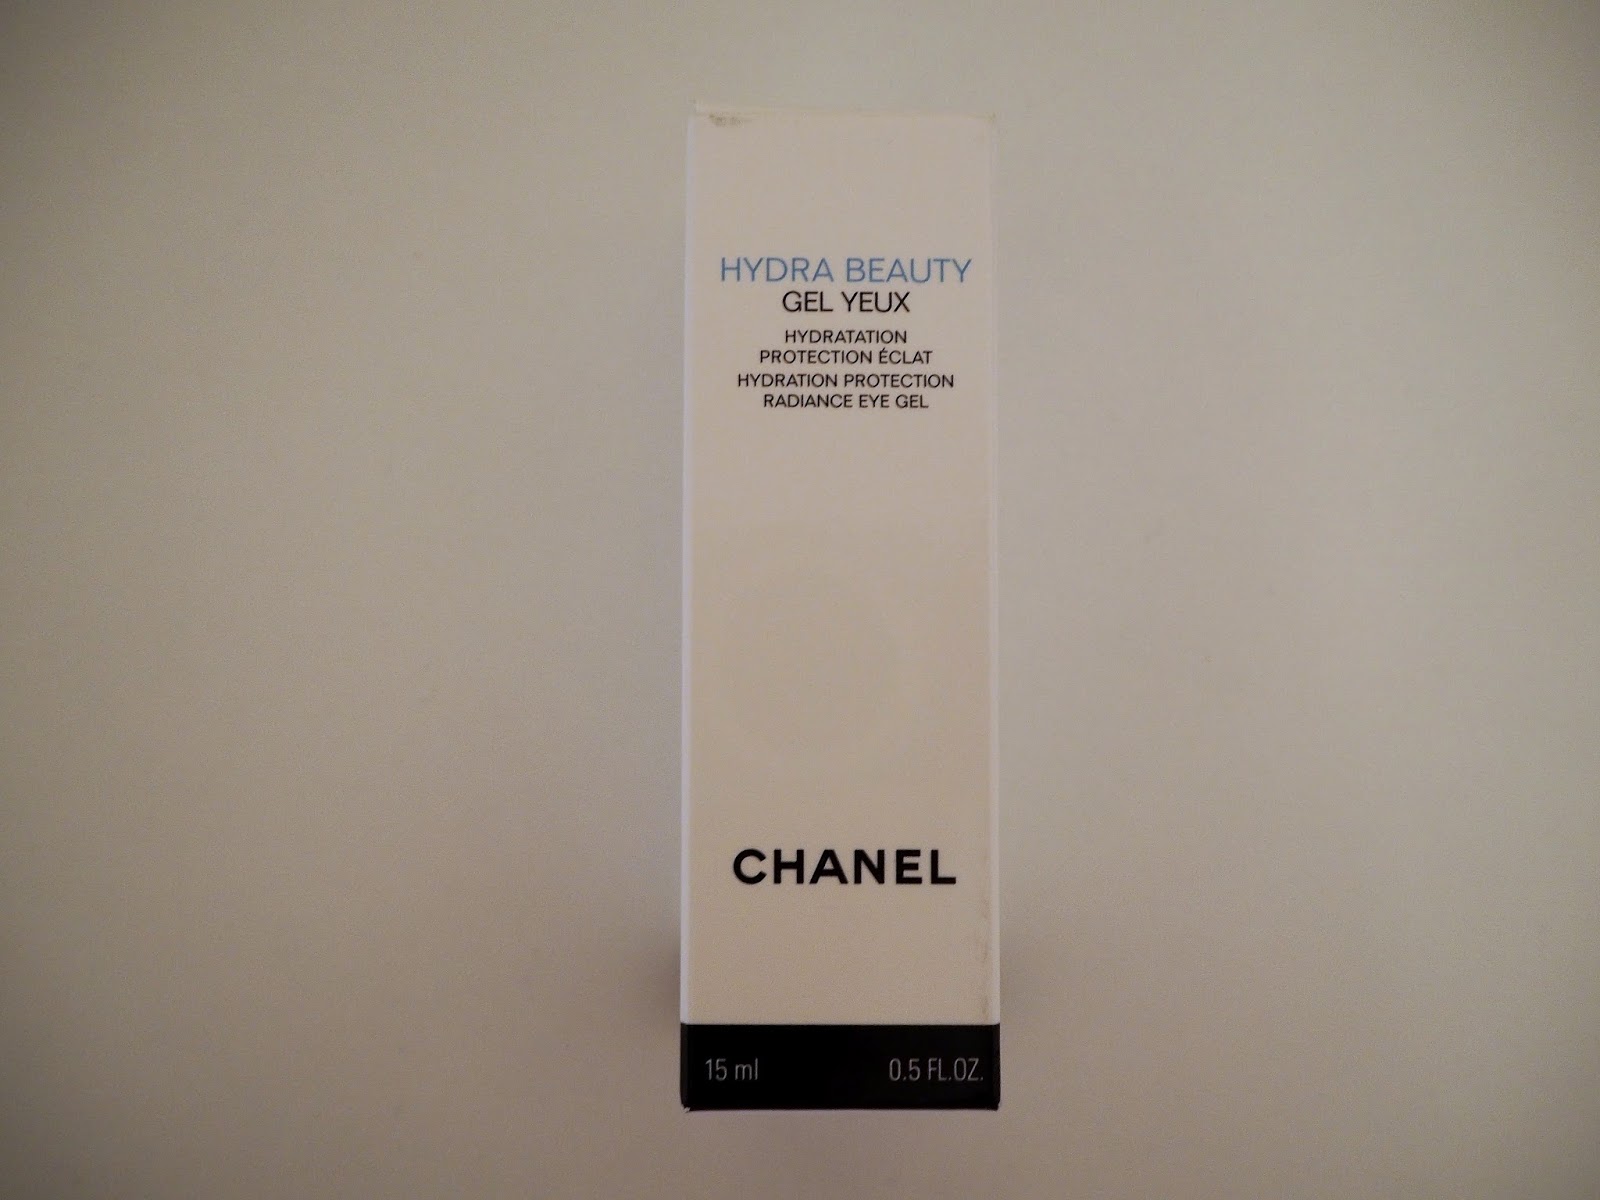 HYDRA BEAUTY
GEL YEUX
HYDRATATION
PROTECTION ÉCLAT
HYDRATION PROTECTION
RADIANCE EYE GEL
CHANEL
15 ml 0.5 FL.OZ.